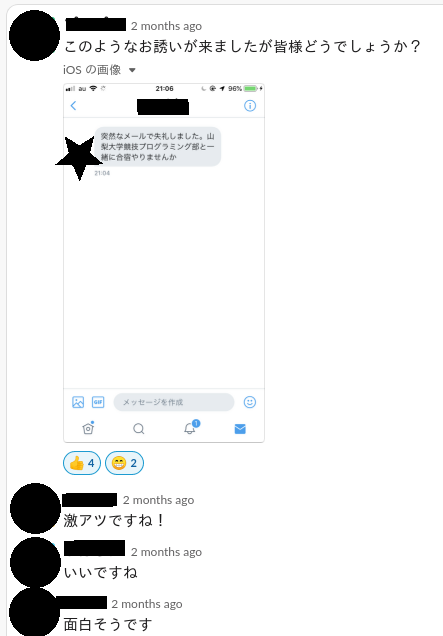 2 months ago
このようなお誘いが来ましたが皆様どうでしょうか？
iOS の画像
au 21:06 96%
突然なメールで失礼しました。山
梨大学競技プログラミング部と一
緒に合宿やりませんか
21:04
GIF メッセージを作成
1
4 2
2 months ago
激アツですね！
2 months ago
いいですね
2 months ago
面白そうです